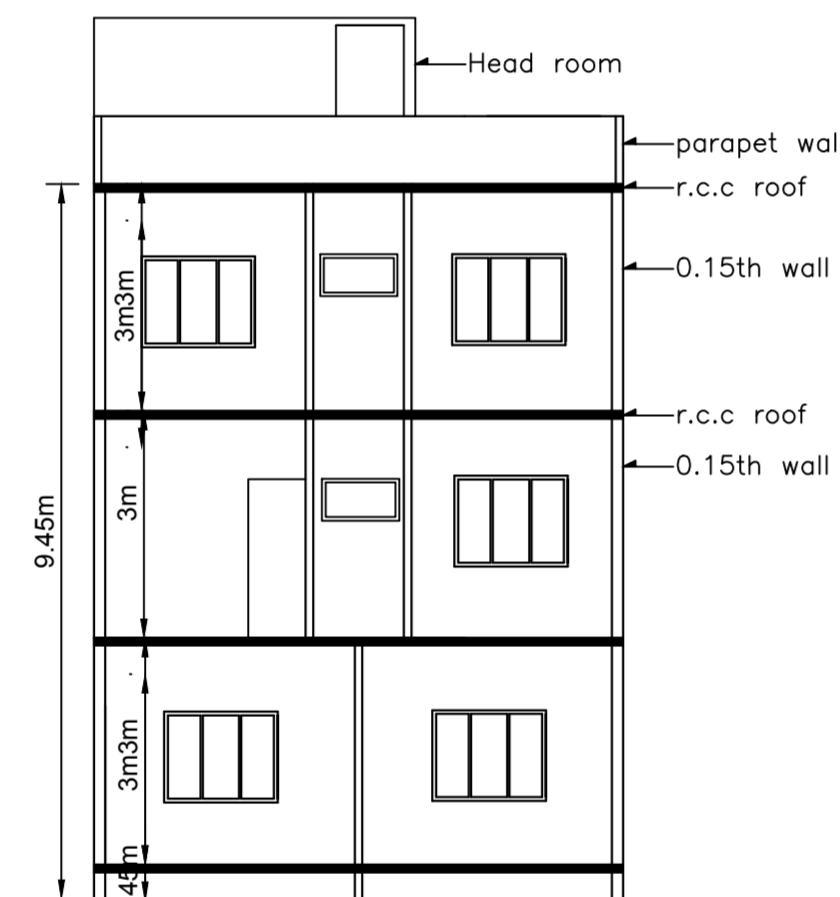 Head room
parapet wal
r.c.c roof
0.15th wall
3m3m
r.c.c roof
0.15th wall
3m
9.45m
3m3m
45m